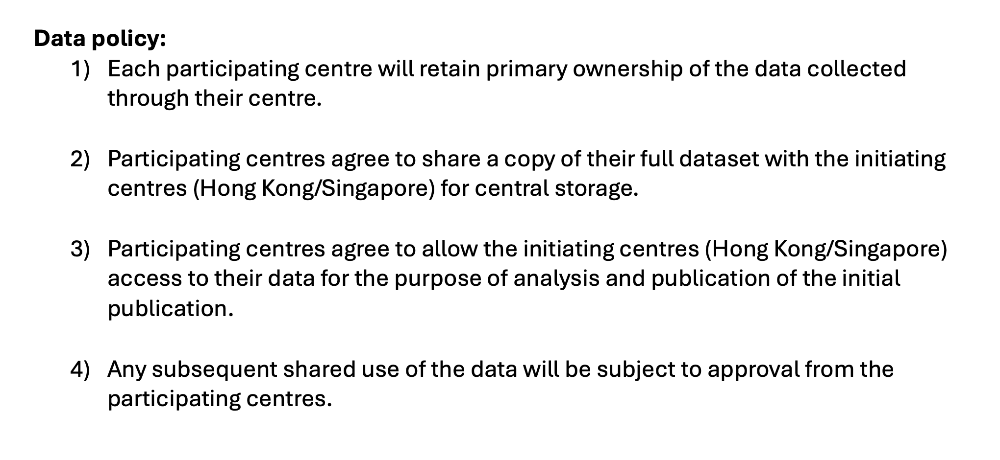 Data policy:
1) Each participating centre will retain primary ownership of the data collected
through their centre.
2) Participating centres agree to share a copy of their full dataset with the initiating
centres (Hong Kong/Singapore) for central storage.
3) Participating centres agree to allow the initiating centres (Hong Kong/Singapore)
access to their data for the purpose of analysis and publication of the initial
publication.
4) Any subsequent shared use of the data will be subject to approval from the
participating centres.